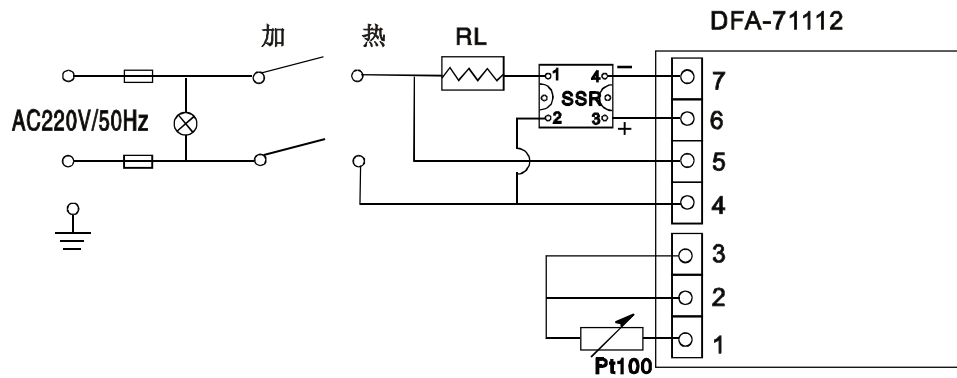 DFA-71112
加 热
RL
1 4 −
SSR
2 3 +
AC220V/50Hz
7
6
5
4
3
2
1
Pt100